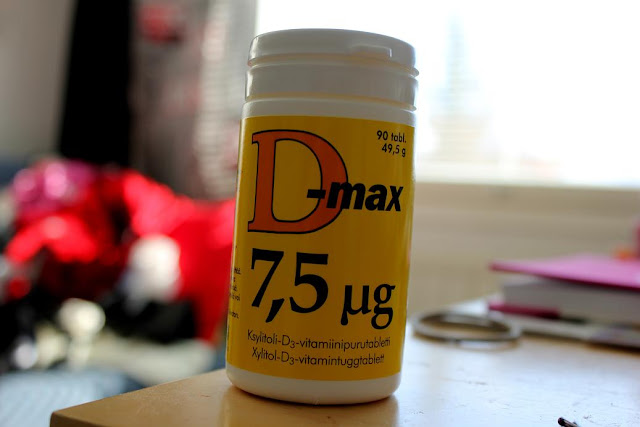 90 tabl.
49,5 g
D-max
7,5 µg
Ksylitoli-D₃-vitamiinipurutabletti
Xylitol-D₃-vitamintuggtablett